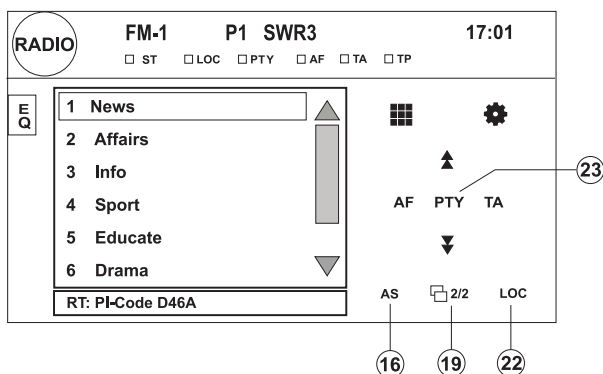 RADIO FM-1 P1 SWR3 17:01
ST LOC PTY AF TA TP
EQ
1 News
2 Affairs
3 Info
4 Sport
5 Educate
6 Drama
RT: PI-Code D46A
AF PTY TA
23
AS 2/2 LOC
16 19 22